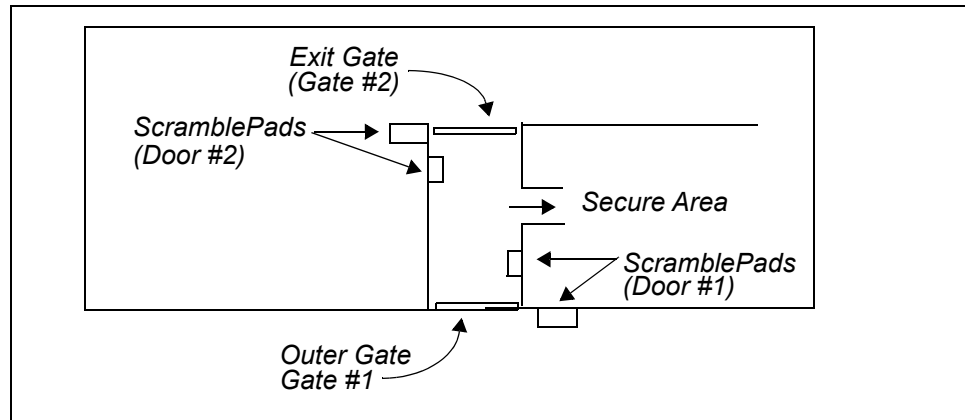 Exit Gate
(Gate #2)
ScramblePads
(Door #2)
Secure Area
ScramblePads
(Door #1)
Outer Gate
Gate #1